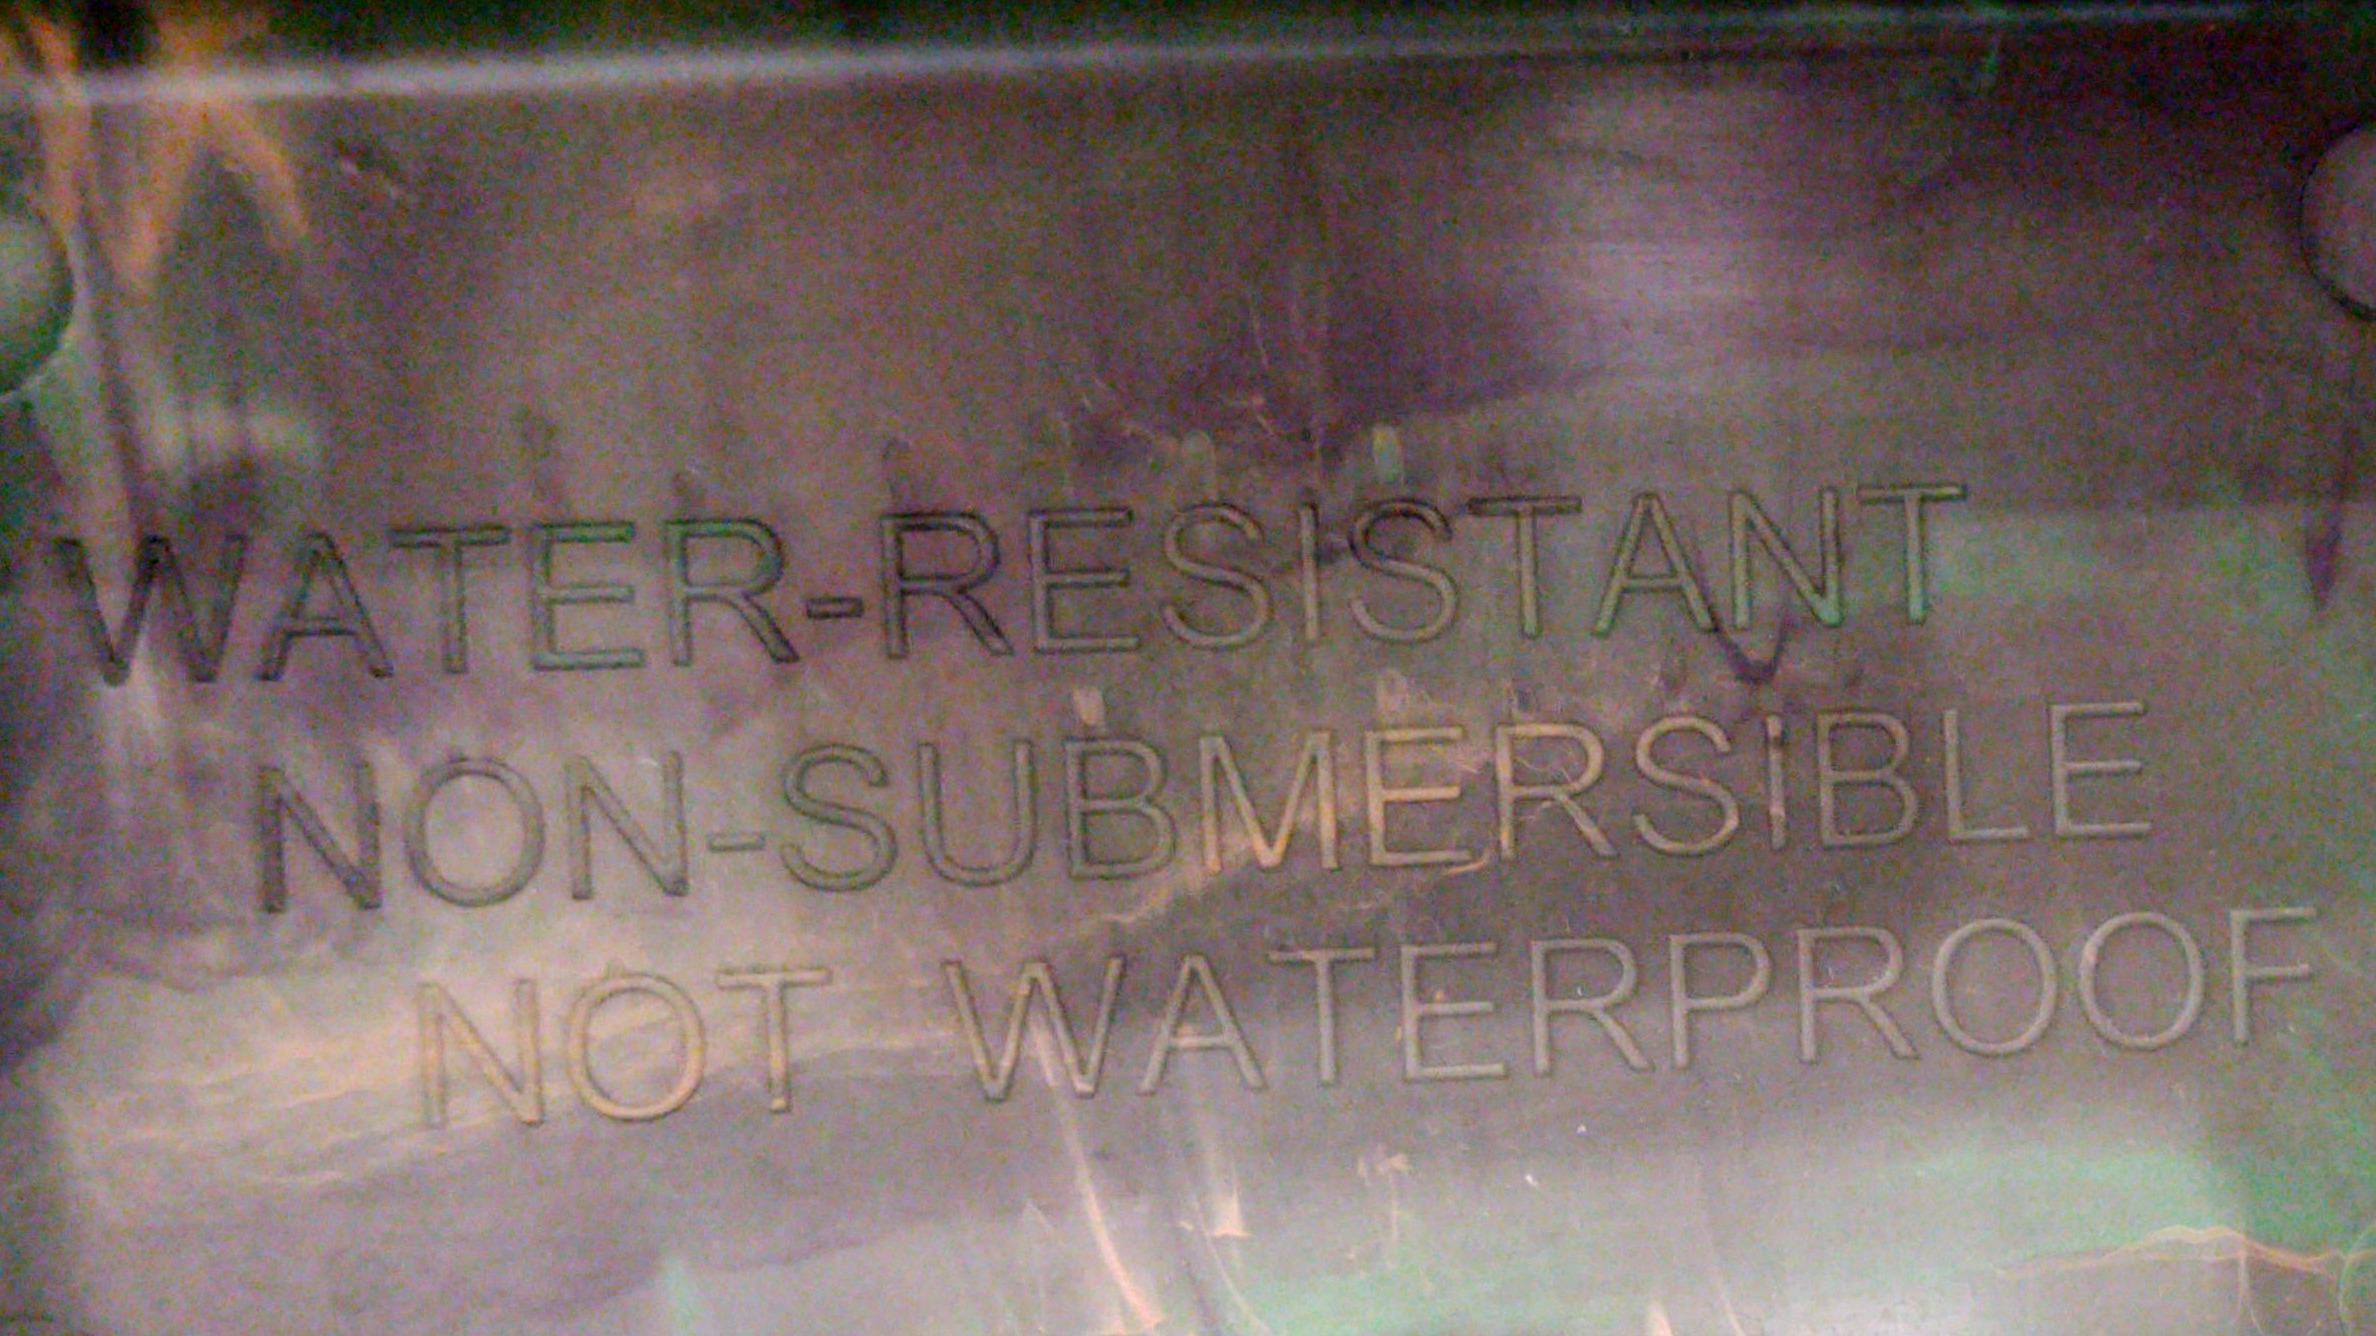 WATER-RESISTANT
NON-SUBMERSIBLE
NOT WATERPROOF